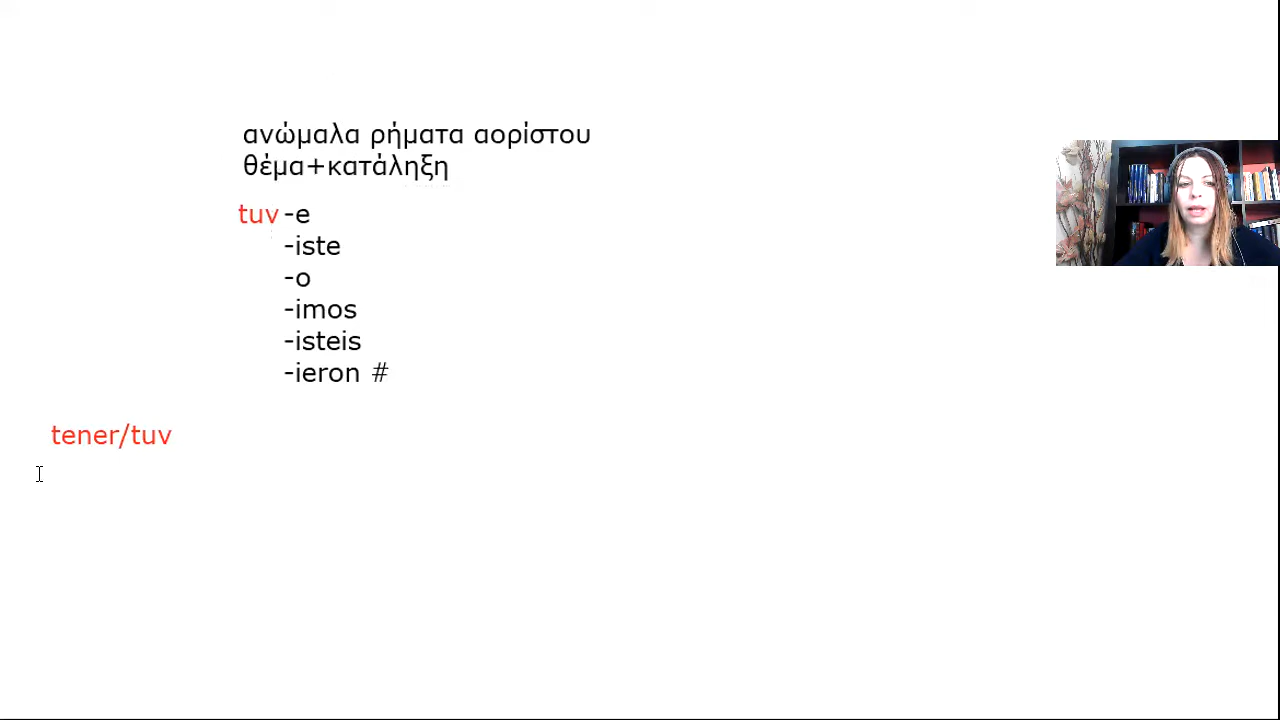 ανώμαλα ρήματα αορίστου
θέμα+κατάληξη
tuv -e
-iste
-o
-imos
-isteis
-ieron #
tener/tuv